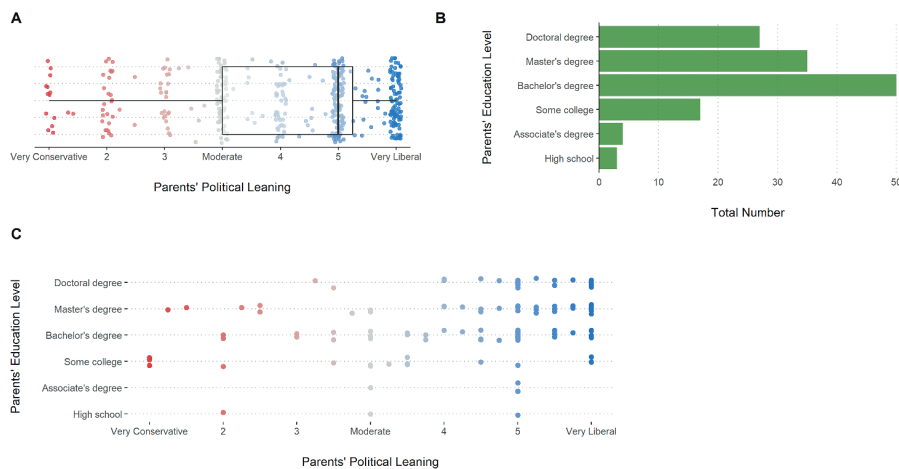 A
Very Conservative 2 3 Moderate 4 5 Very Liberal
Parents' Political Leaning
B
Parents' Education Level
Doctoral degree
Master's degree
Bachelor's degree
Some college
Associate's degree
High school
0 10 20 30 40 50
Total Number
C
Parents' Education Level
Doctoral degree
Master's degree
Bachelor's degree
Some college
Associate's degree
High school
Very Conservative 2 3 Moderate 4 5 Very Liberal
Parents' Political Leaning